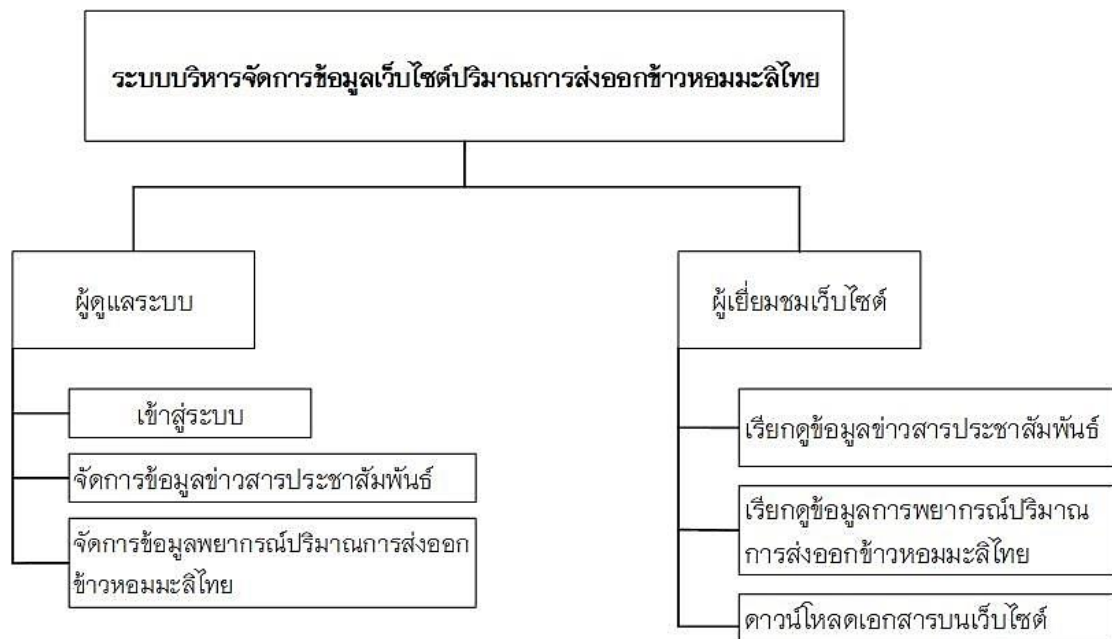 ระบบบริหารจัดการข้อมูลเว็บไซต์ปริมาณการส่งออกข้าวหอมมะลิไทย
ผู้ดูแลระบบ
เข้าสู่ระบบ
จัดการข้อมูลข่าวสารประชาสัมพันธ์
จัดการข้อมูลพยากรณ์ปริมาณการส่งออก
ข้าวหอมมะลิไทย
ผู้เยี่ยมชมเว็บไซต์
เรียกดูข้อมูลข่าวสารประชาสัมพันธ์
เรียกดูข้อมูลการพยากรณ์ปริมาณ
การส่งออกข้าวหอมมะลิไทย
ดาวน์โหลดเอกสารบนเว็บไซต์